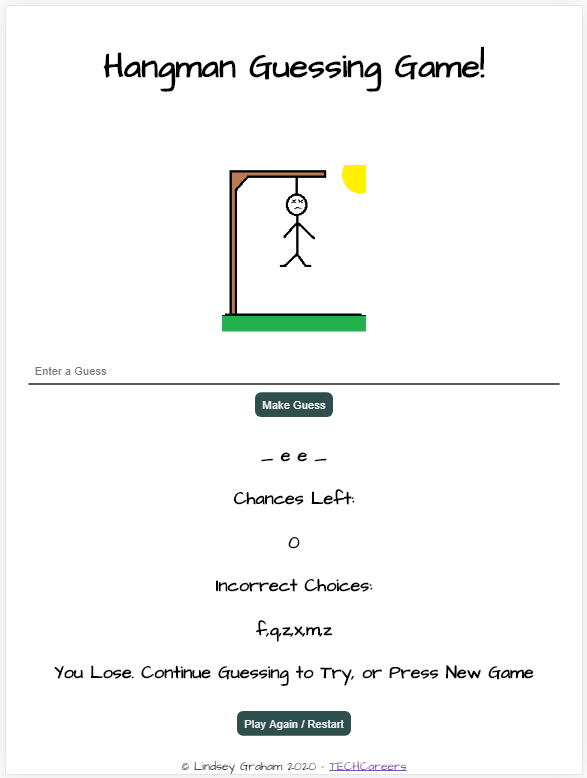 Hangman Guessing Game!
Enter a Guess
Make Guess
_ e e _
Chances Left:
0
Incorrect Choices:
f,q,z,x,m,z
You Lose. Continue Guessing to Try, or Press New Game
Play Again / Restart
© Lindsey Graham 2020 - TECHCareers